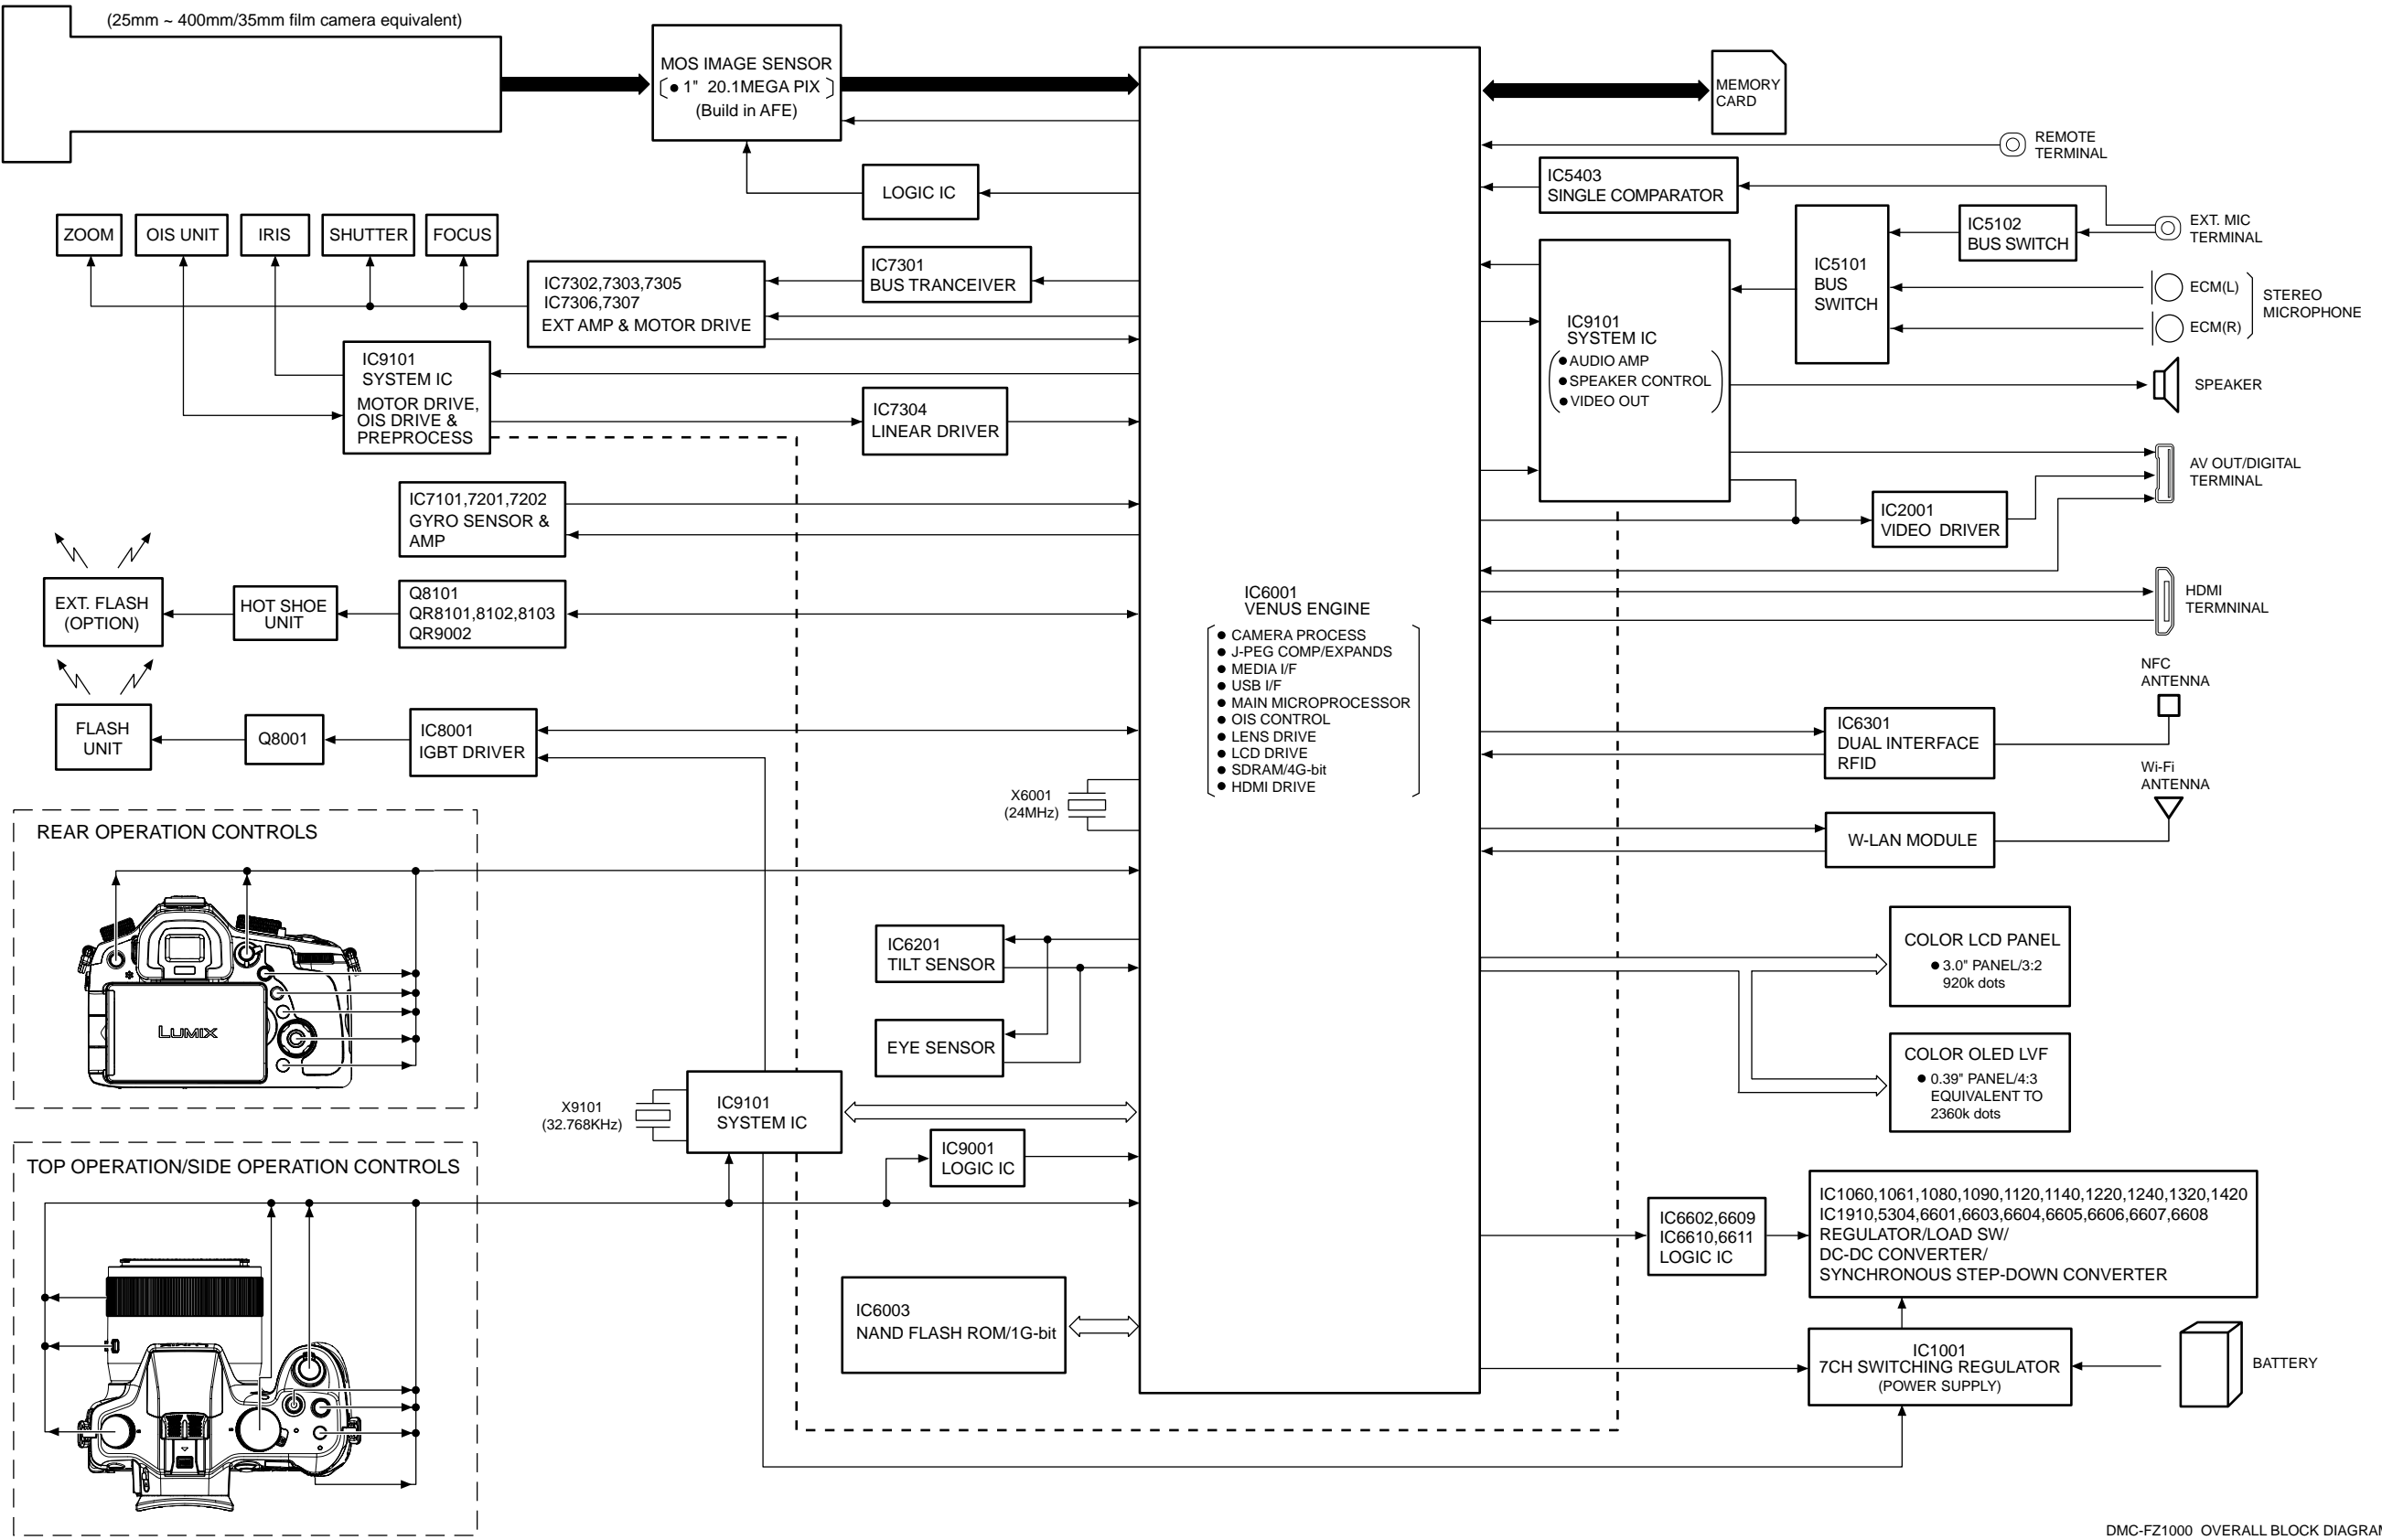 (25mm ~ 400mm/35mm film camera equivalent)
MOS IMAGE SENSOR
● 1" 20.1MEGA PIX
(Build in AFE)
LOGIC IC
ZOOM
OIS UNIT
IRIS
SHUTTER
FOCUS
IC7302,7303,7305
IC7306,7307
EXT AMP & MOTOR DRIVE
IC7301
BUS TRANCEIVER
IC9101
SYSTEM IC
MOTOR DRIVE,
OIS DRIVE &
PREPROCESS
IC7304
LINEAR DRIVER
IC7101,7201,7202
GYRO SENSOR &
AMP
EXT. FLASH
(OPTION)
HOT SHOE
UNIT
Q8101
QR8101,8102,8103
QR9002
FLASH
UNIT
Q8001
IC8001
IGBT DRIVER
X6001
(24MHz)
REAR OPERATION CONTROLS
LUMIX
IC6201
TILT SENSOR
EYE SENSOR
X9101
(32.768KHz)
IC9101
SYSTEM IC
IC9001
LOGIC IC
TOP OPERATION/SIDE OPERATION CONTROLS
IC6003
NAND FLASH ROM/1G-bit
IC6001
VENUS ENGINE
● CAMERA PROCESS
● J-PEG COMP/EXPANDS
● MEDIA I/F
● USB I/F
● MAIN MICROPROCESSOR
● OIS CONTROL
● LENS DRIVE
● LCD DRIVE
● SDRAM/4G-bit
● HDMI DRIVE
MEMORY
CARD
REMOTE
TERMINAL
IC5403
SINGLE COMPARATOR
IC5102
BUS SWITCH
EXT. MIC
TERMINAL
IC5101
BUS
SWITCH
ECM(L)
ECM(R)
STEREO
MICROPHONE
IC9101
SYSTEM IC
● AUDIO AMP
● SPEAKER CONTROL
● VIDEO OUT
SPEAKER
AV OUT/DIGITAL
TERMINAL
IC2001
VIDEO DRIVER
HDMI
TERMNINAL
NFC
ANTENNA
IC6301
DUAL INTERFACE
RFID
Wi-Fi
ANTENNA
W-LAN MODULE
COLOR LCD PANEL
● 3.0" PANEL/3:2
920k dots
COLOR OLED LVF
● 0.39" PANEL/4:3
EQUIVALENT TO
2360k dots
IC6602,6609
IC6610,6611
LOGIC IC
IC1060,1061,1080,1090,1120,1140,1220,1240,1320,1420
IC1910,5304,6601,6603,6604,6605,6606,6607,6608
REGULATOR/LOAD SW/
DC-DC CONVERTER/
SYNCHRONOUS STEP-DOWN CONVERTER
IC1001
7CH SWITCHING REGULATOR
(POWER SUPPLY)
BATTERY
DMC-FZ1000 OVERALL BLOCK DIAGRAM